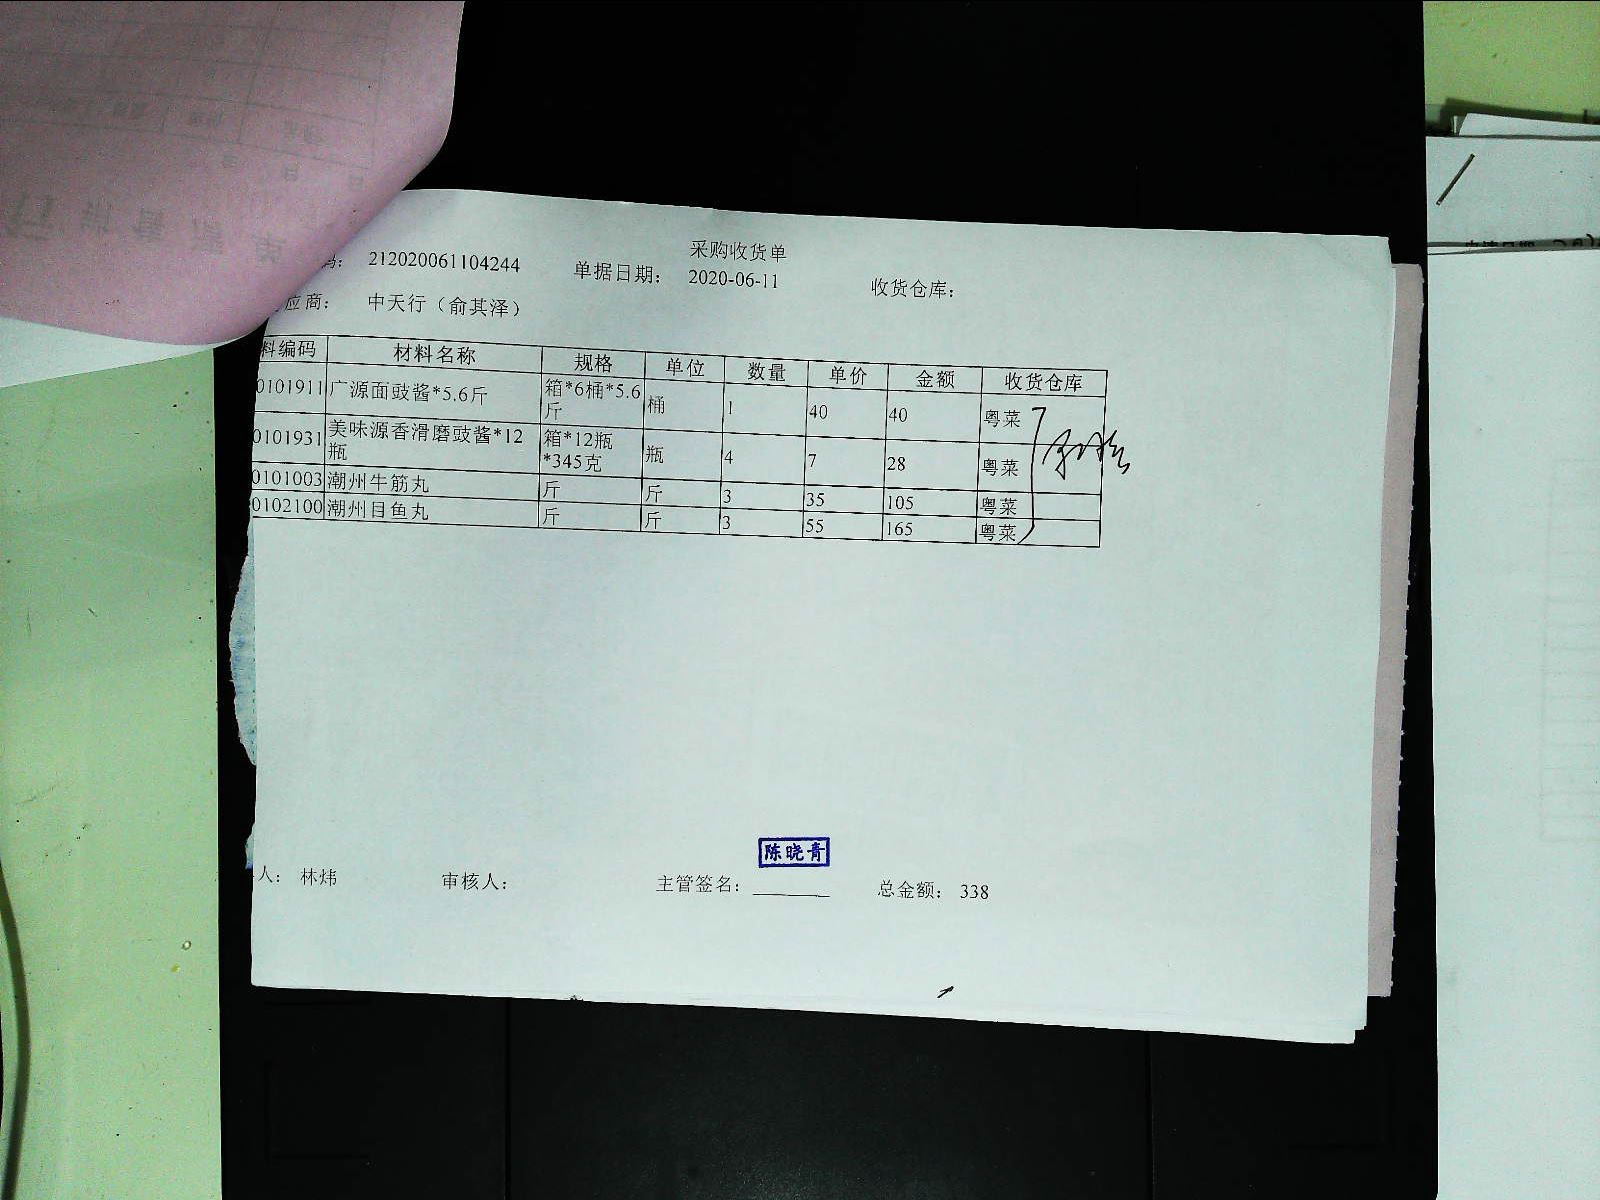 采购收货单
码： 212020061104244 单据日期： 2020-06-11 收货仓库：
应商： 中天行（俞其泽）
料编码 材料名称 规格 单位 数量 单价 金额 收货仓库
0101911 广源面豉酱*5.6斤 箱*6桶*5.6斤 桶 1 40 40 粤菜
0101931 美味源香滑磨豉酱*12瓶 箱*12瓶*345克 瓶 4 7 28 粤菜
0101003 潮州牛筋丸 斤 斤 3 35 105 粤菜
0102100 潮州目鱼丸 斤 斤 3 55 165 粤菜
陈晓青
人： 林炜 审核人： 主管签名： 总金额： 338